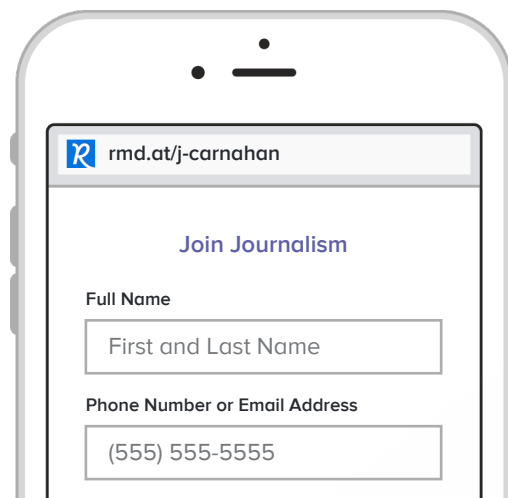 R rmd.at/j-carnahan
Join Journalism
Full Name
First and Last Name
Phone Number or Email Address
(555) 555-5555